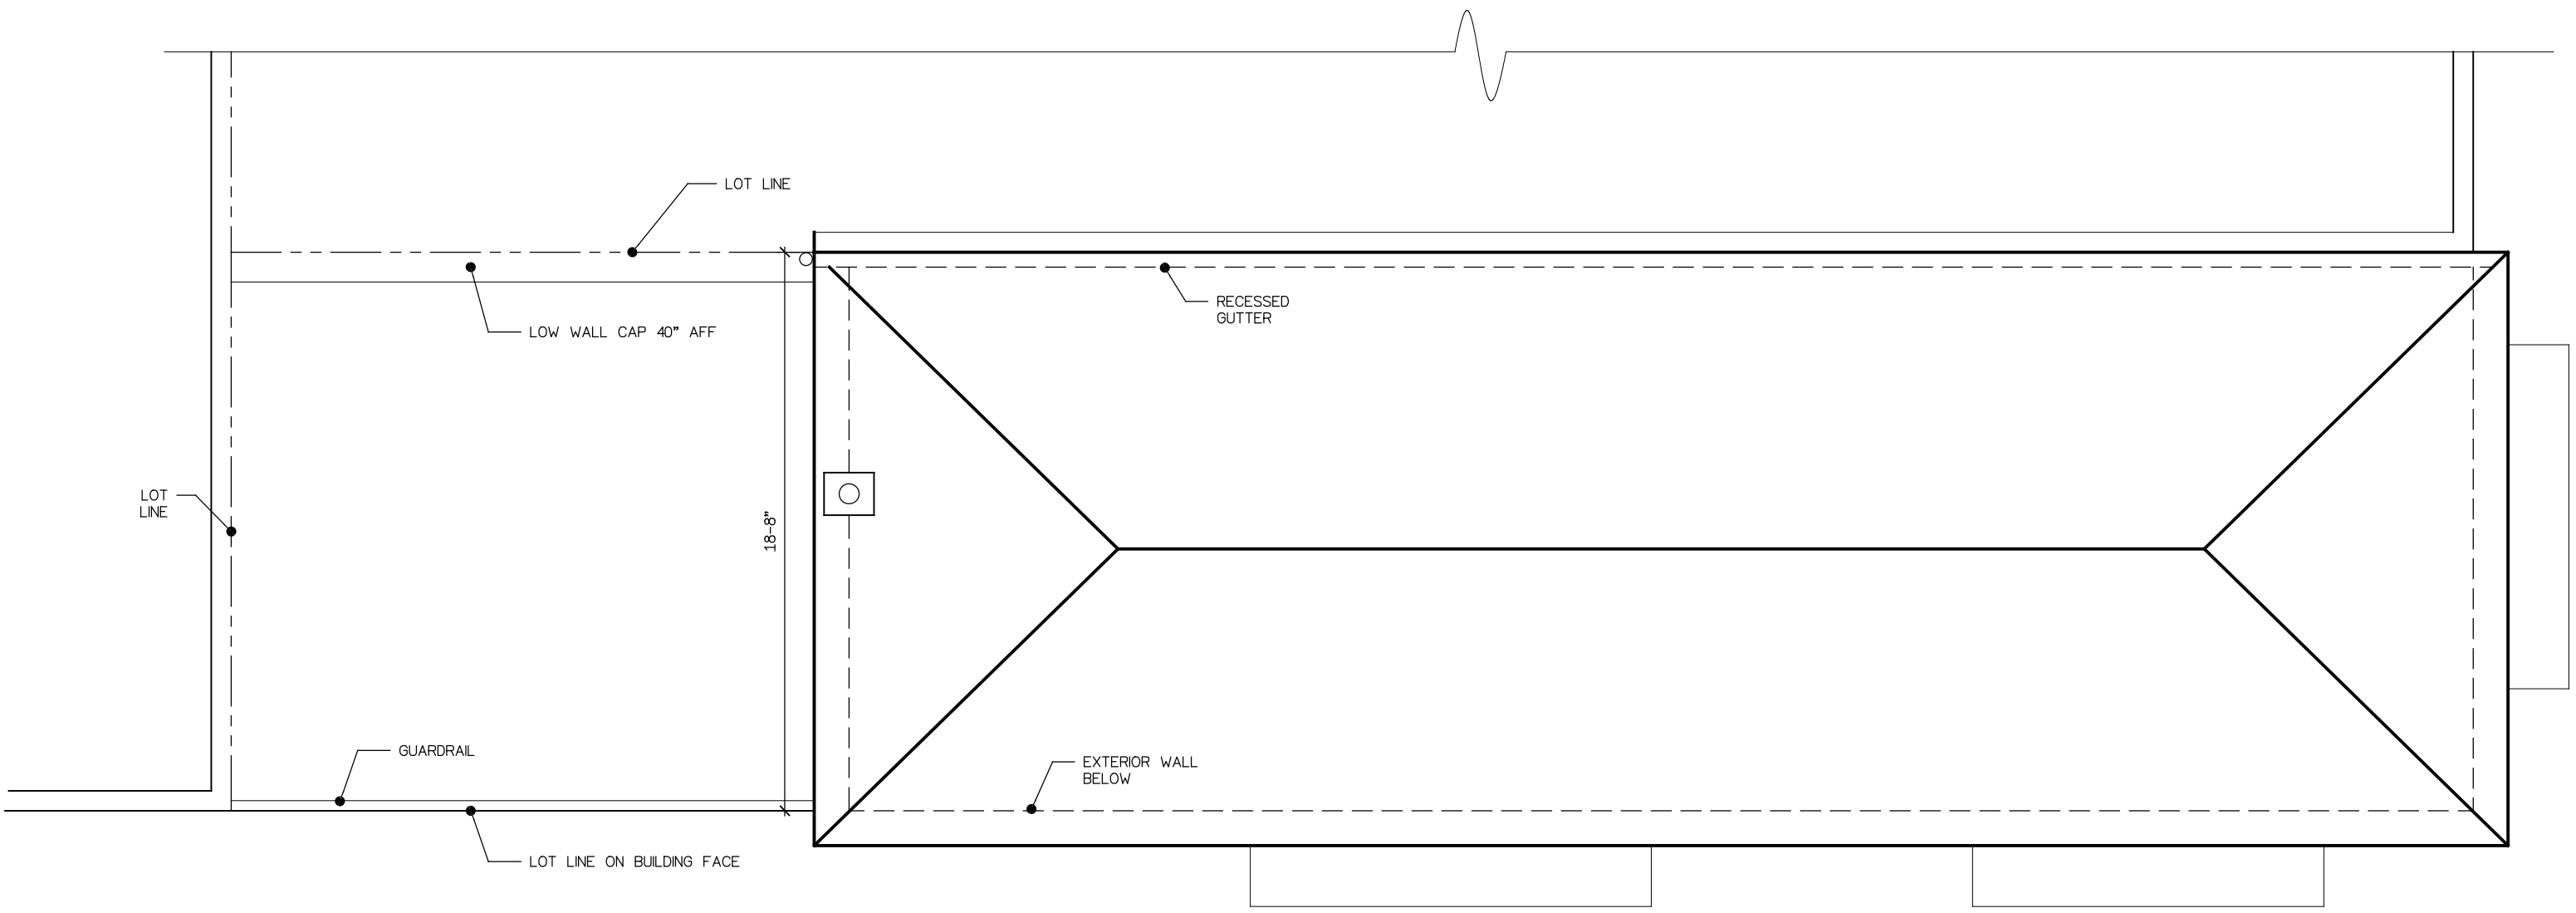 LOT LINE
RECESSED
GUTTER
LOW WALL CAP 40" AFF
LOT
LINE
18-8"
GUARDRAIL
EXTERIOR WALL
BELOW
LOT LINE ON BUILDING FACE